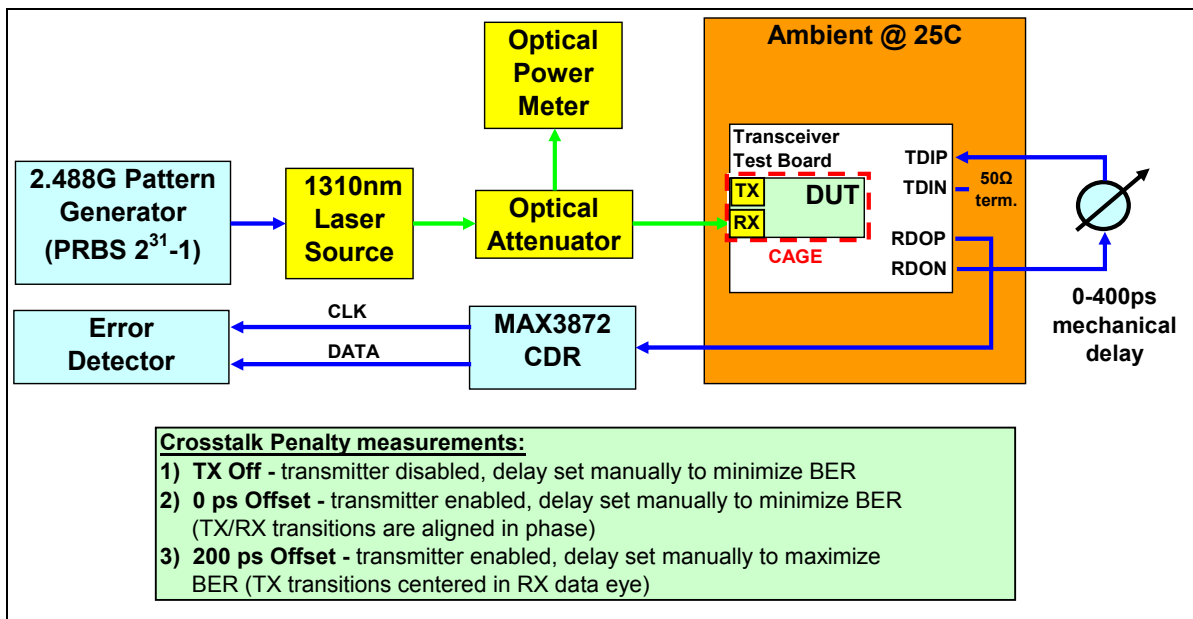 Optical
Power
Meter
Ambient @ 25C
2.488G Pattern
Generator
(PRBS 2³¹-1)
1310nm
Laser
Source
Optical
Attenuator
Transceiver
Test Board
TX
RX
DUT
CAGE
TDIP
TDIN
RDOP
RDON
50Ω
term.
0-400ps
mechanical
delay
Error
Detector
CLK
DATA
MAX3872
CDR
Crosstalk Penalty measurements:
1) TX Off - transmitter disabled, delay set manually to minimize BER
2) 0 ps Offset - transmitter enabled, delay set manually to minimize BER
(TX/RX transitions are aligned in phase)
3) 200 ps Offset - transmitter enabled, delay set manually to maximize
BER (TX transitions centered in RX data eye)